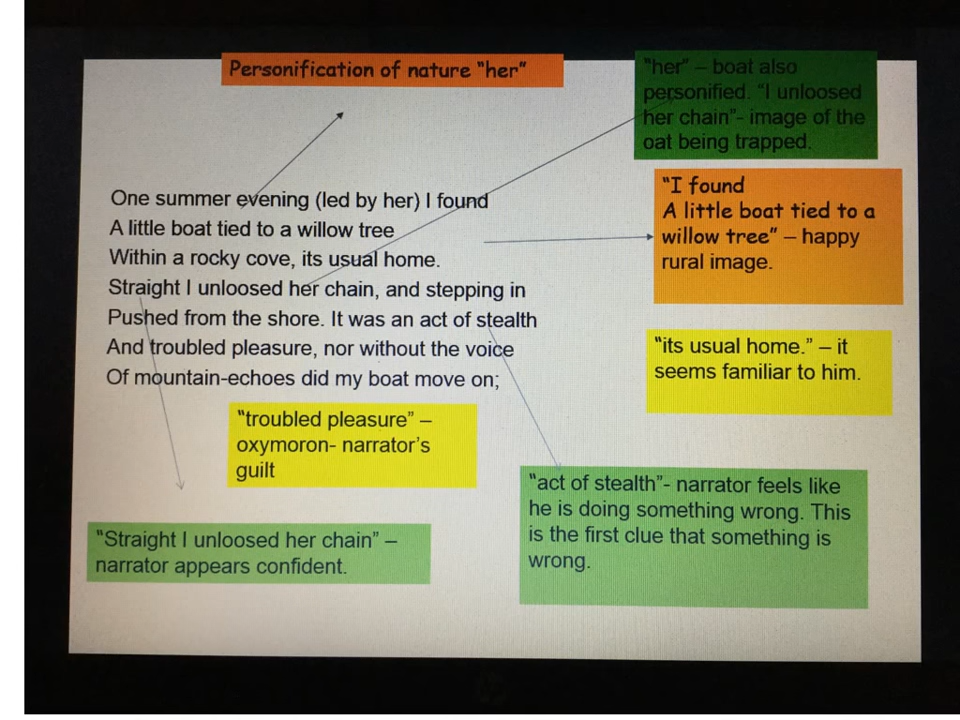 Personification of nature "her"
"her" – boat also
personified. "I unloosed
her chain"- image of the
oat being trapped.
One summer evening (led by her) I found
A little boat tied to a willow tree
Within a rocky cove, its usual home.
Straight I unloosed her chain, and stepping in
Pushed from the shore. It was an act of stealth
And troubled pleasure, nor without the voice
Of mountain-echoes did my boat move on;
"I found
A little boat tied to a
willow tree" – happy
rural image.
"its usual home." – it
seems familiar to him.
"troubled pleasure" –
oxymoron- narrator's
guilt
"act of stealth"- narrator feels like
he is doing something wrong. This
is the first clue that something is
wrong.
"Straight I unloosed her chain" –
narrator appears confident.